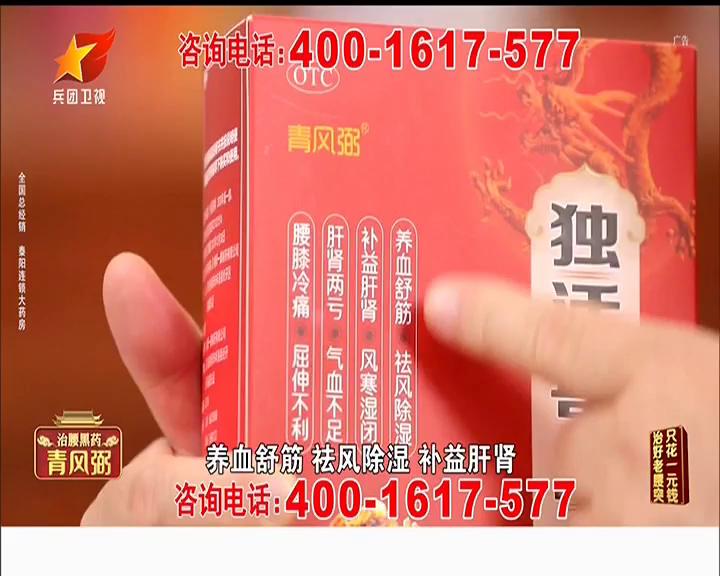 咨询电话:400-1617-577
广告
兵团卫视
OTC
青风弼
独活
养血舒筋 祛风除湿
补益肝肾 风寒湿闭
肝肾两亏 气血不足
腰膝冷痛 屈伸不利
全国总经销 秦阳连锁大药房
治腰黑药
青风弼
只花一元钱
治好老腰突
养血舒筋 祛风除湿 补益肝肾
咨询电话:400-1617-577